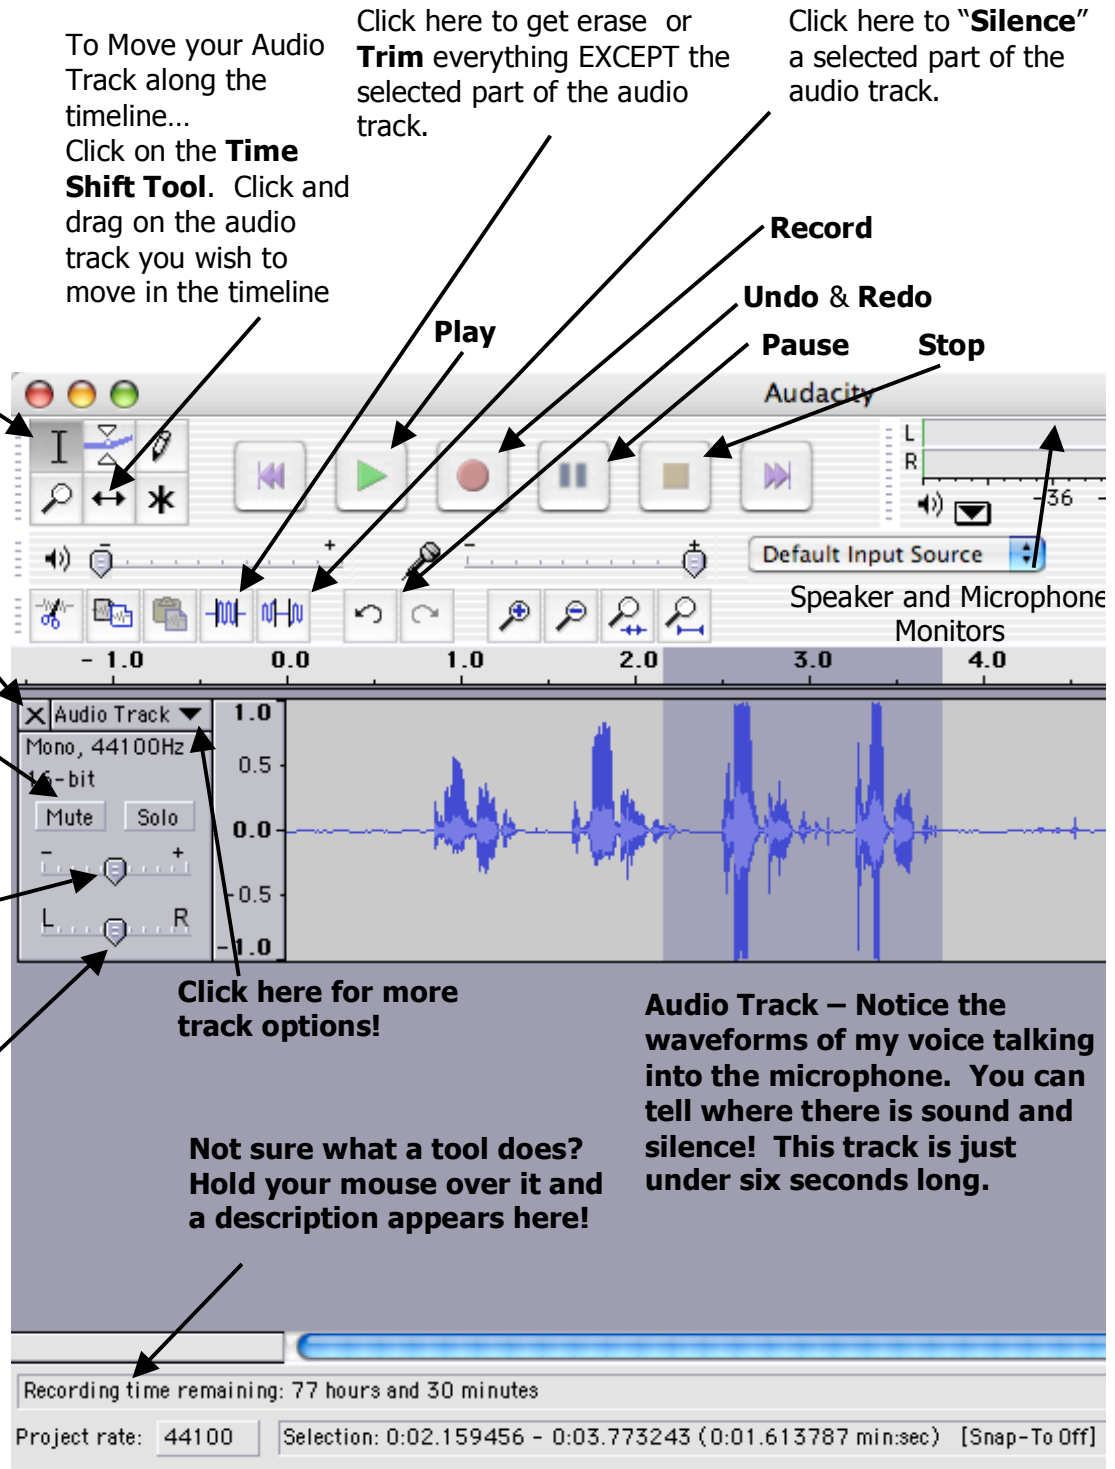 To Move your Audio
Track along the
timeline...
Click on the Time
Shift Tool.  Click and
drag on the audio
track you wish to
move in the timeline
Click here to get erase  or
Trim everything EXCEPT the
selected part of the audio
track.
Click here to “Silence”
a selected part of the
audio track.
Record
Undo & Redo
Play
Pause
Stop
Audacity
L
R
-36
- +
- +
Default Input Source
Speaker and Microphone
Monitors
- 1.0 0.0 1.0 2.0 3.0 4.0
X Audio Track
Mono, 44100Hz
16-bit
Mute Solo
- +
L R
1.0
0.5
0.0
-0.5
-1.0
Click here for more
track options!
Audio Track – Notice the
waveforms of my voice talking
into the microphone.  You can
tell where there is sound and
silence!  This track is just
under six seconds long.
Not sure what a tool does?
Hold your mouse over it and
a description appears here!
Recording time remaining: 77 hours and 30 minutes
Project rate: 44100 Selection: 0:02.159456 - 0:03.773243 (0:01.613787 min:sec) [Snap-To Off]